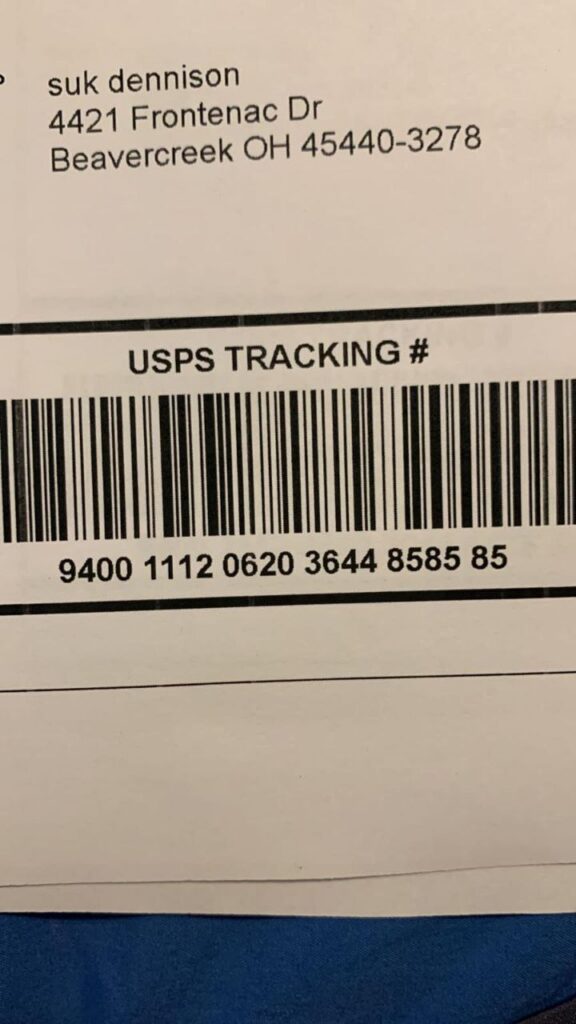 suk dennison
4421 Frontenac Dr
Beavercreek OH 45440-3278
USPS TRACKING #
9400 1112 0620 3644 8585 85